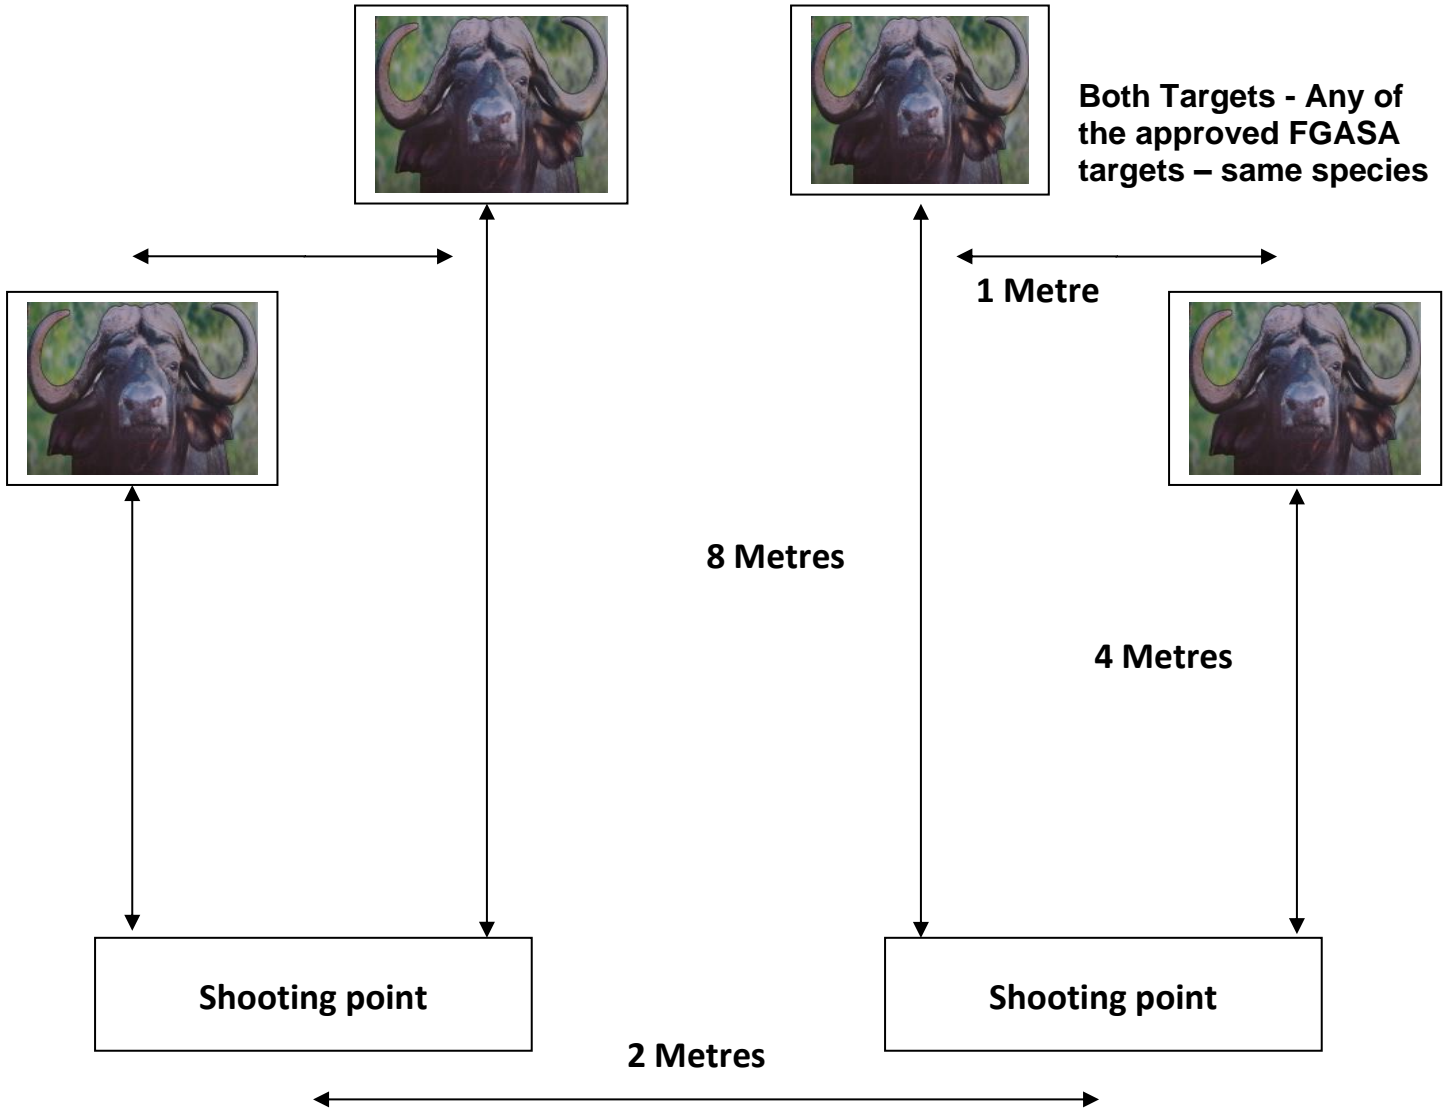 Both Targets - Any of
the approved FGASA
targets – same species
1 Metre
8 Metres
4 Metres
Shooting point
Shooting point
2 Metres